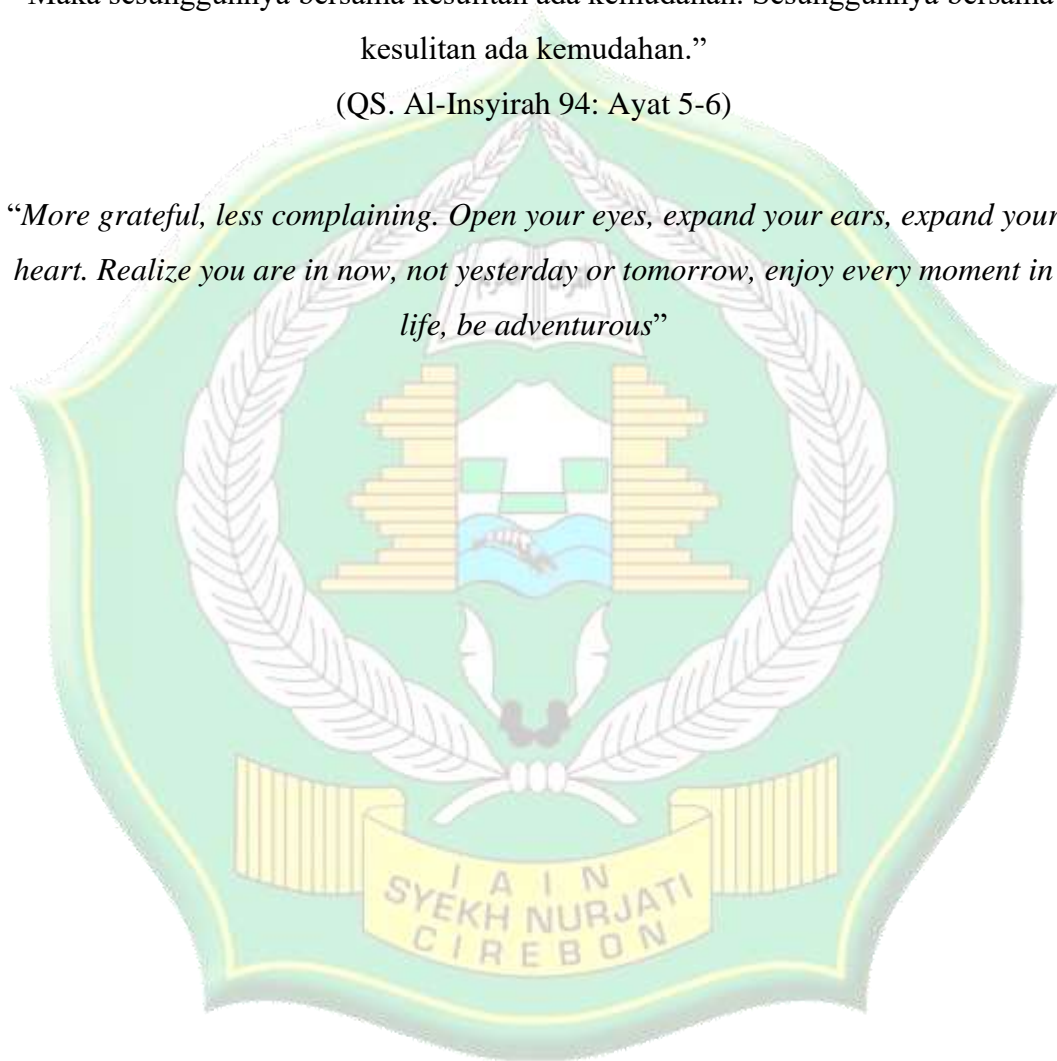 Maka sesungguhnya bersama kesulitan ada kemudahan. Sesungguhnya bersama
kesulitan ada kemudahan.”
(QS. Al-Insyirah 94: Ayat 5-6)
“More grateful, less complaining. Open your eyes, expand your ears, expand your
heart. Realize you are in now, not yesterday or tomorrow, enjoy every moment in
life, be adventurous”
IAIN
SYEKH NURJATI
CIREBON